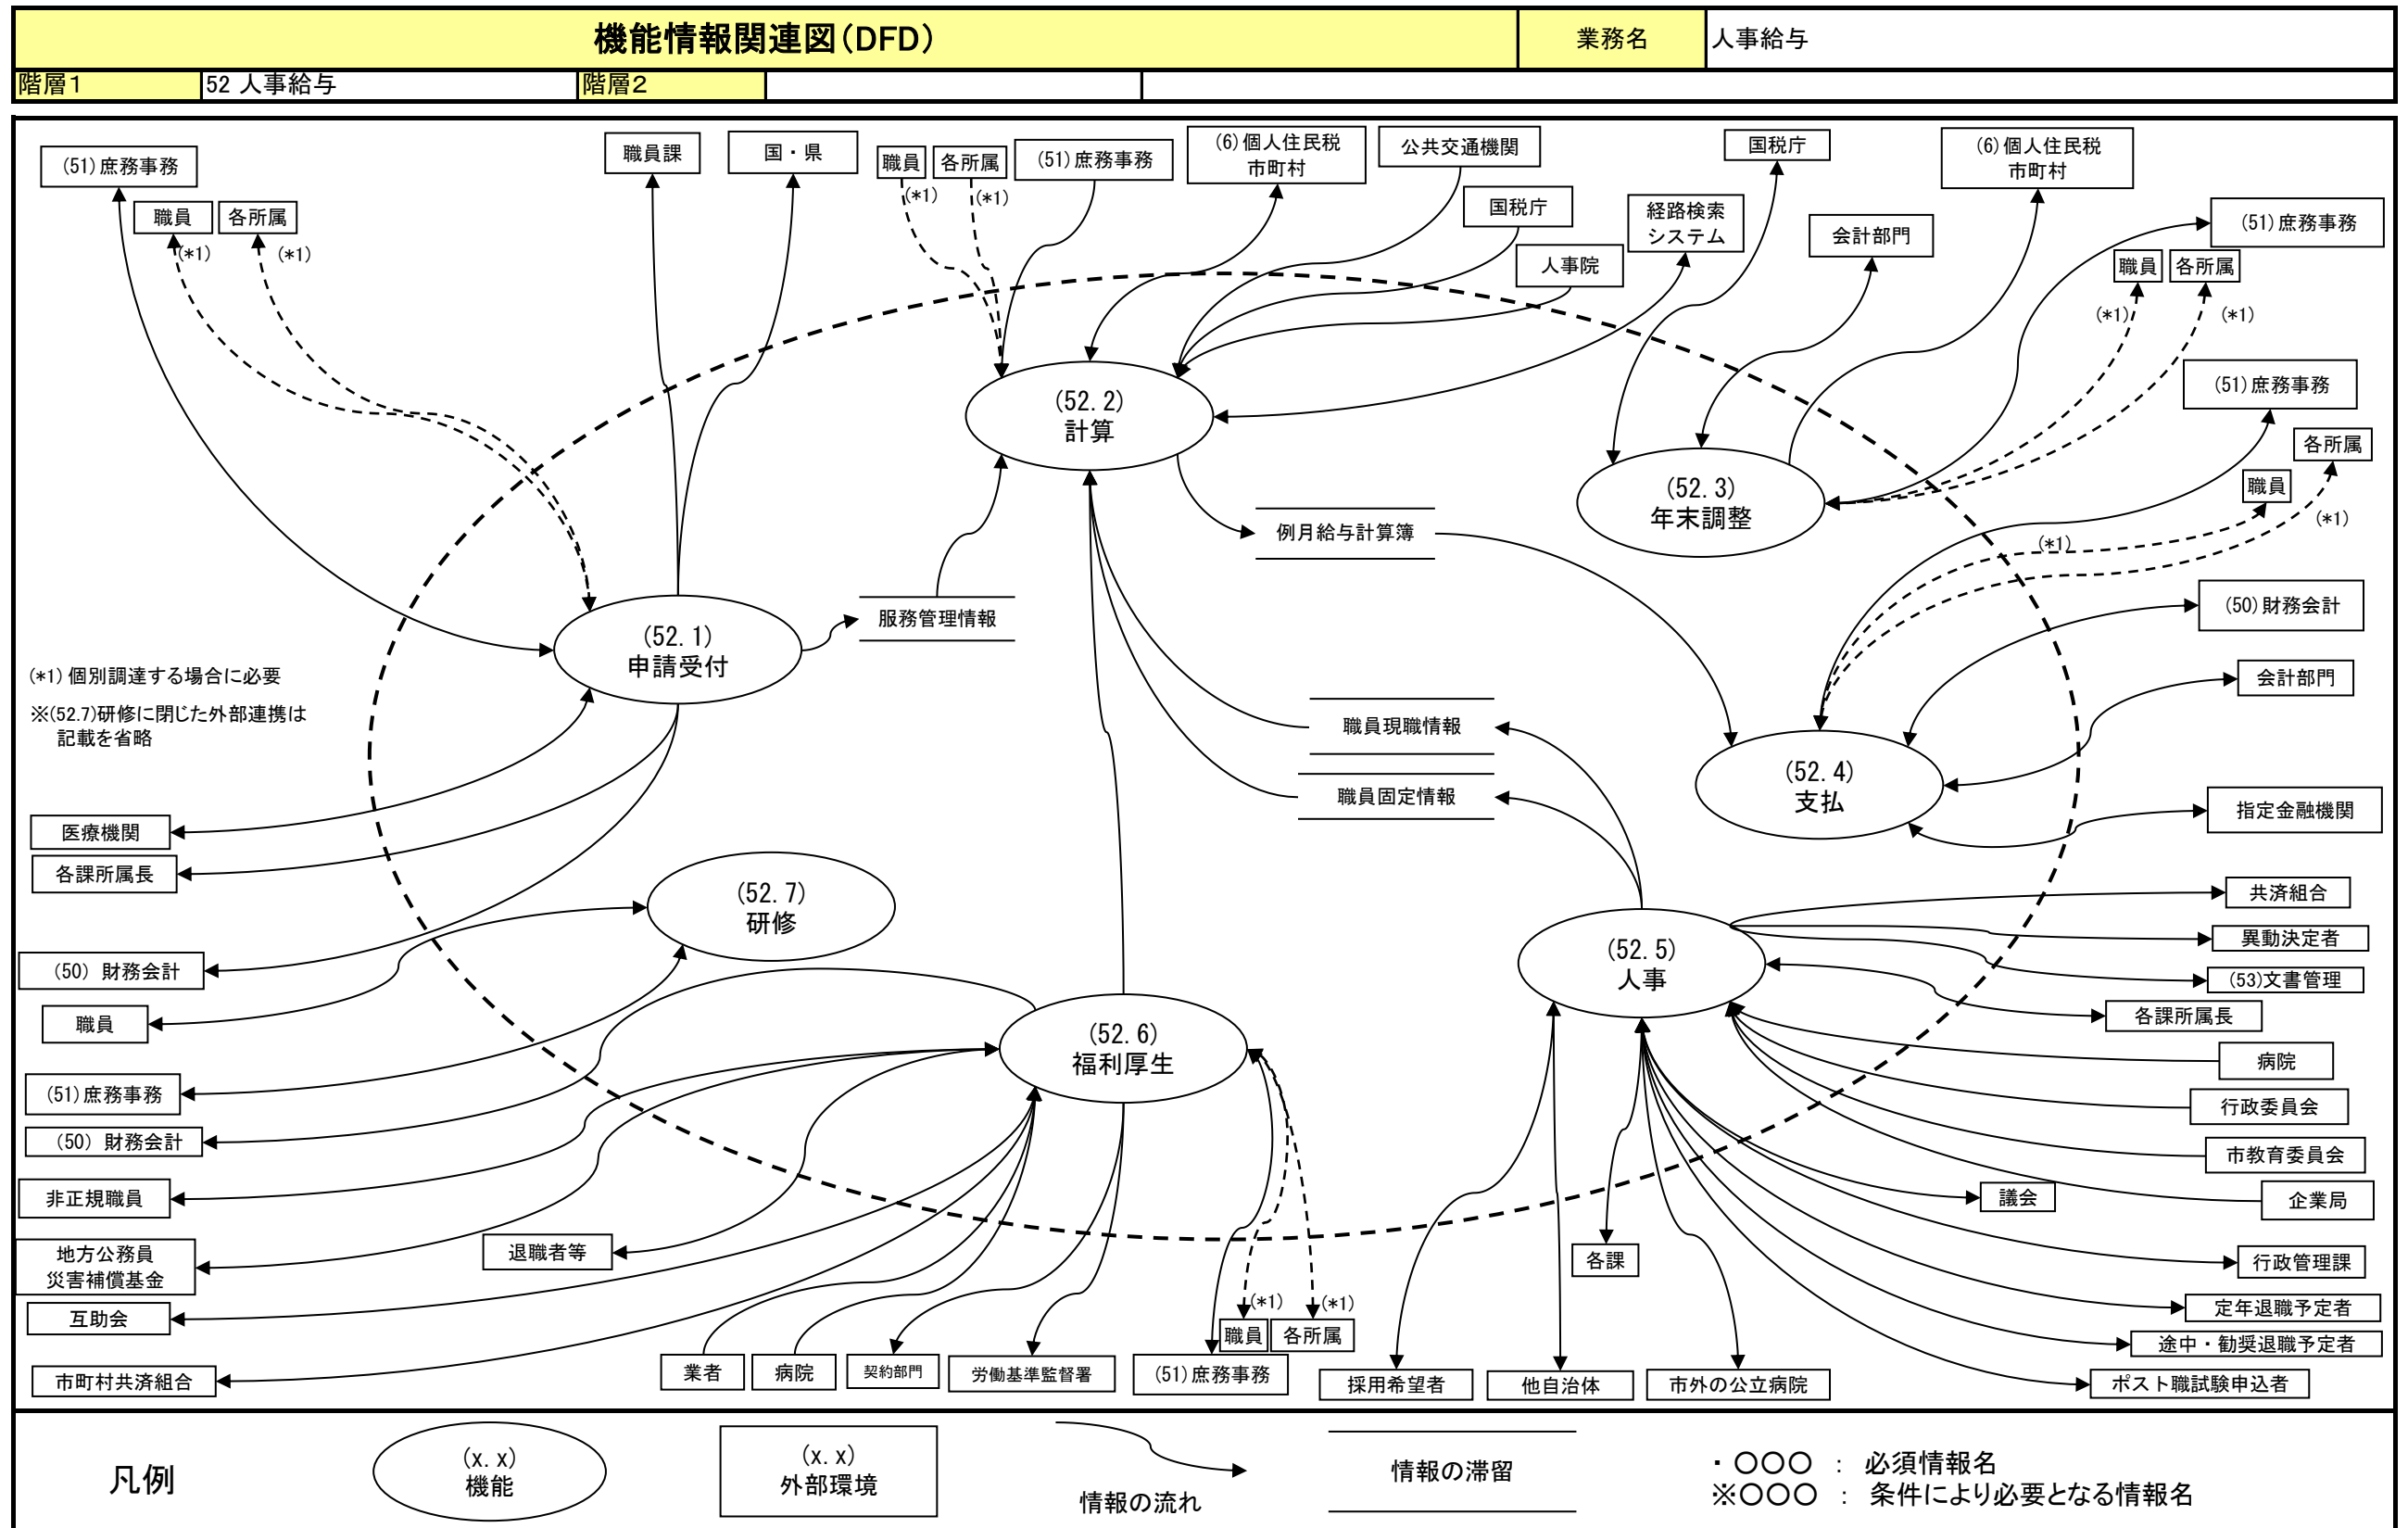 機能情報関連図(DFD)
業務名
人事給与
階層1
52 人事給与
階層2
(51)庶務事務
職員
(*1)
各所属
(*1)
職員課
国・県
職員
(*1)
各所属
(*1)
(51)庶務事務
(6)個人住民税
市町村
公共交通機関
国税庁
人事院
経路検索
システム
国税庁
会計部門
(6)個人住民税
市町村
(51)庶務事務
職員
(*1)
各所属
(*1)
(51)庶務事務
各所属
(*1)
職員
(*1)
(50)財務会計
会計部門
指定金融機関
(52.2)
計算
(52.3)
年末調整
例月給与計算簿
(52.1)
申請受付
服務管理情報
(*1)個別調達する場合に必要
※(52.7)研修に閉じた外部連携は
記載を省略
職員現職情報
職員固定情報
(52.4)
支払
医療機関
各課所属長
(52.7)
研修
(50) 財務会計
職員
(51)庶務事務
(50) 財務会計
非正規職員
地方公務員
災害補償基金
互助会
市町村共済組合
退職者等
(52.6)
福利厚生
(52.5)
人事
共済組合
異動決定者
(53)文書管理
各課所属長
病院
行政委員会
市教育委員会
議会
企業局
行政管理課
定年退職予定者
途中・勧奨退職予定者
ポスト職試験申込者
各課
業者
病院
契約部門
労働基準監督署
(51)庶務事務
(*1)
職員
(*1)
各所属
採用希望者
他自治体
市外の公立病院
凡例
(x.x)
機能
(x.x)
外部環境
情報の流れ
情報の滞留
・○○○ : 必須情報名
※○○○ : 条件により必要となる情報名